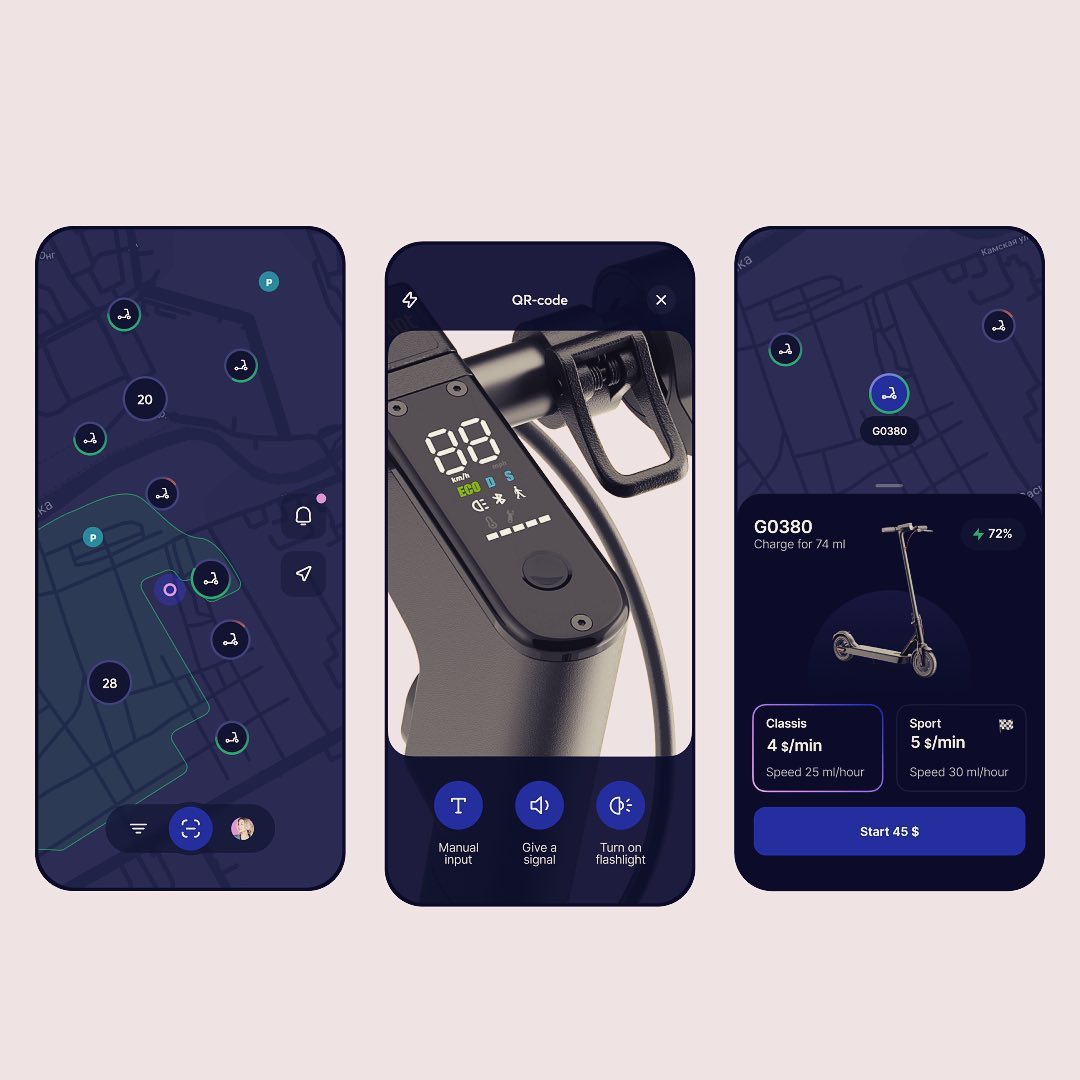 Онг
P
20
ка
P
28
QR-code
88
km/h
mph
ECO D S
Manual
input
Give a
signal
Turn on
flashlight
ка
Камская ул
G0380
G0380
Charge for 74 ml
72%
Classis
4 $/min
Speed 25 ml/hour
Sport
5 $/min
Speed 30 ml/hour
Start 45 $